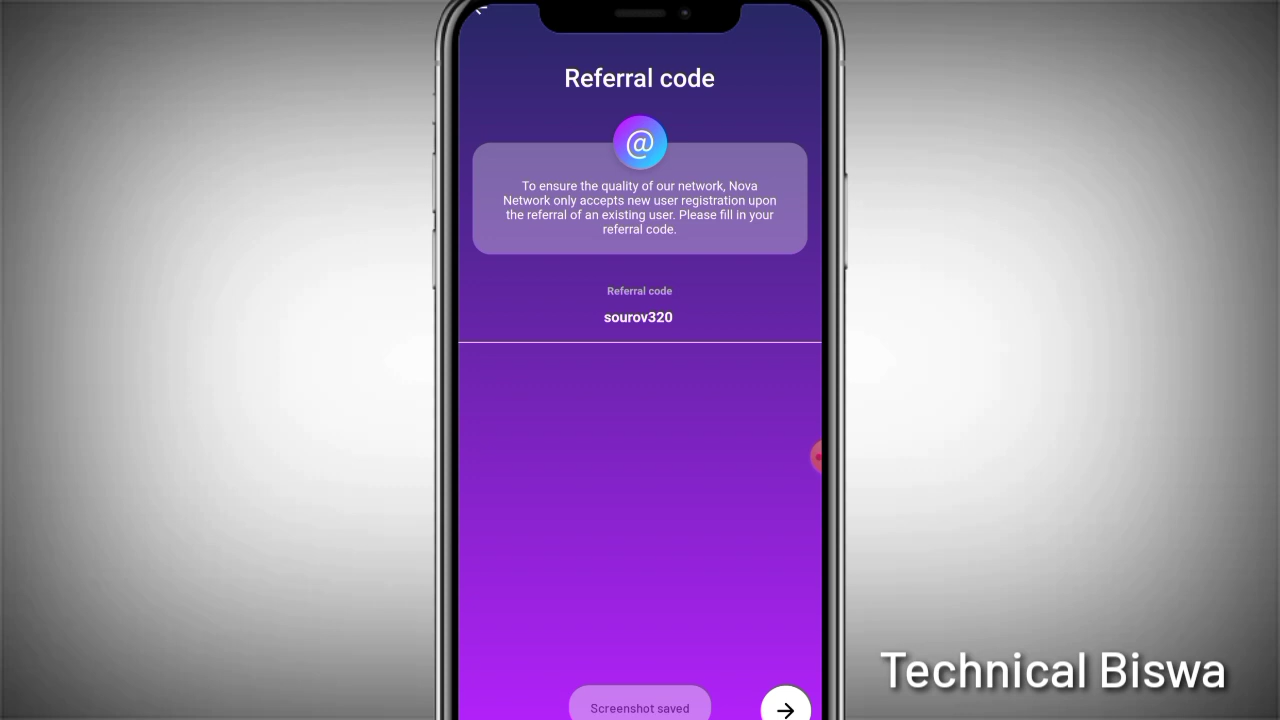 Referral code
@
To ensure the quality of our network, Nova
Network only accepts new user registration upon
the referral of an existing user. Please fill in your
referral code.
Referral code
sourov320
Screenshot saved
Technical Biswa